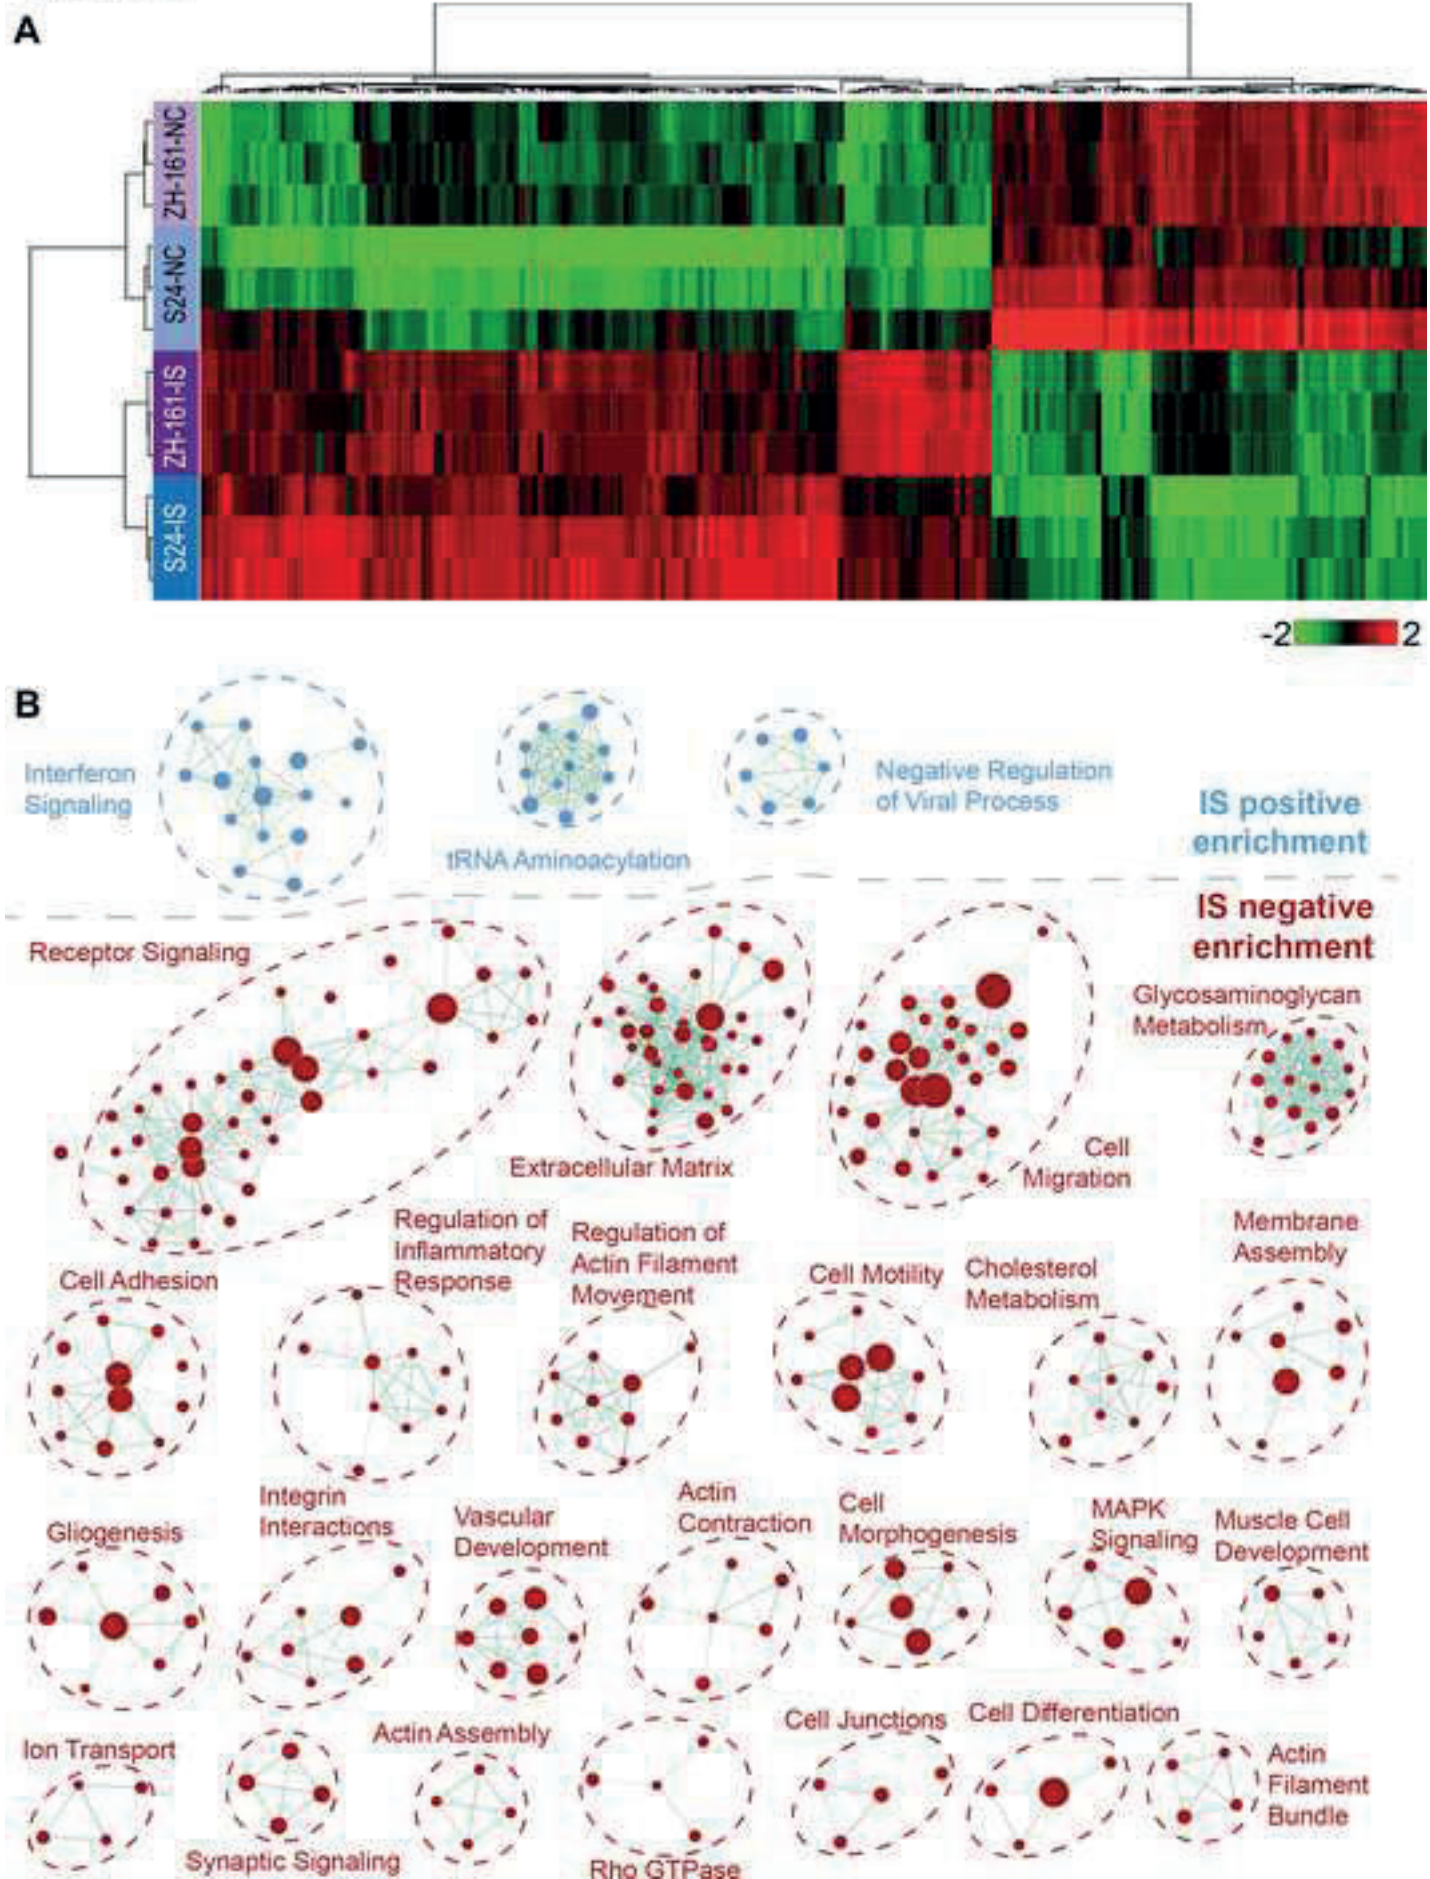 A
ZH-161-NC
S24-NC
ZH-161-IS
S24-IS
-2 2
B
Interferon
Signaling
tRNA Aminoacylation
Negative Regulation
of Viral Process
IS positive
enrichment
IS negative
enrichment
Receptor Signaling
Extracellular Matrix
Cell
Migration
Glycosaminoglycan
Metabolism
Cell Adhesion
Regulation of
Inflammatory
Response
Regulation of
Actin Filament
Movement
Cell Motility
Cholesterol
Metabolism
Membrane
Assembly
Gliogenesis
Integrin
Interactions
Vascular
Development
Actin
Contraction
Cell
Morphogenesis
MAPK
Signaling
Muscle Cell
Development
Ion Transport
Synaptic Signaling
Actin Assembly
Rho GTPase
Cell Junctions
Cell Differentiation
Actin
Filament
Bundle